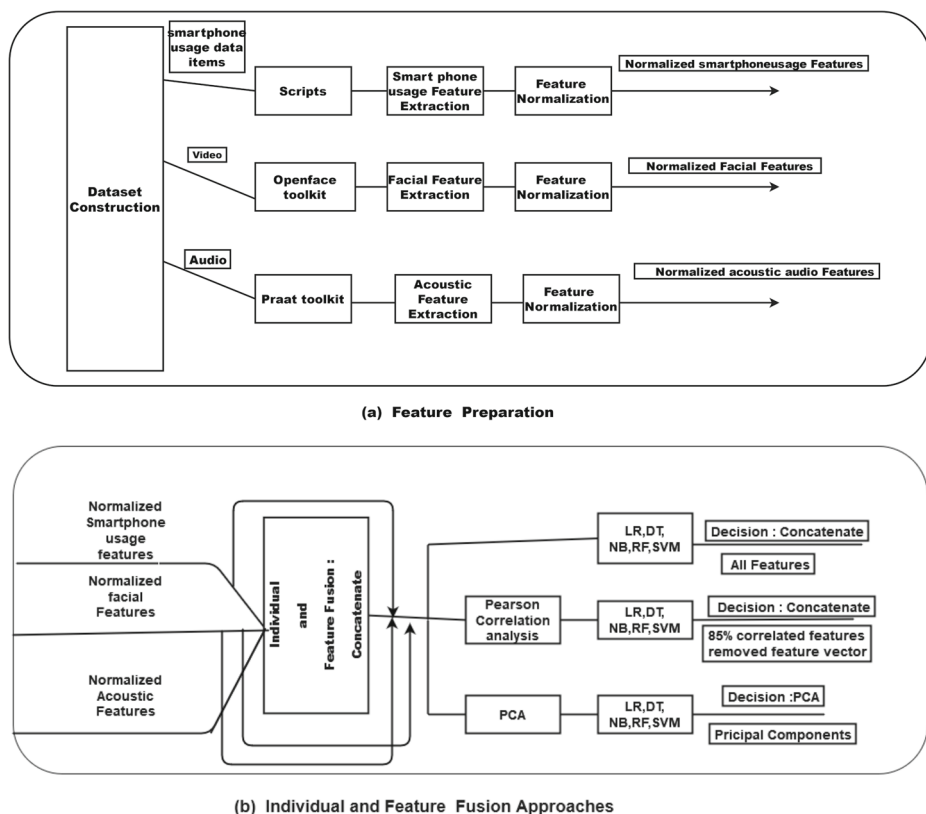 smartphone
usage data
items
Scripts
Smart phone
usage Feature
Extraction
Feature
Normalization
Normalized smartphoneusage Features
Video
Openface
toolkit
Facial Feature
Extraction
Feature
Normalization
Normalized Facial Features
Dataset
Construction
Audio
Praat toolkit
Acoustic
Feature
Extraction
Feature
Normalization
Normalized acoustic audio Features
(a) Feature Preparation
Normalized
Smartphone
usage
features
Normalized
facial
Features
Normalized
Acoustic
Features
Individual
and
Feature Fusion :
Concatenate
LR,DT,
NB,RF,SVM
Decision : Concatenate
All Features
Pearson
Correlation
analysis
LR,DT,
NB,RF,SVM
Decision : Concatenate
85% correlated features
removed feature vector
PCA
LR,DT,
NB,RF,SVM
Decision :PCA
Pricipal Components
(b) Individual and Feature Fusion Approaches